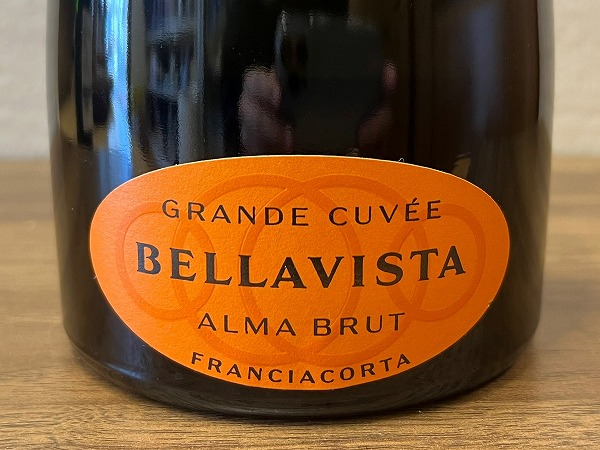 GRANDE CUVÉE
BELLAVISTA
ALMA BRUT
FRANCIACORTA